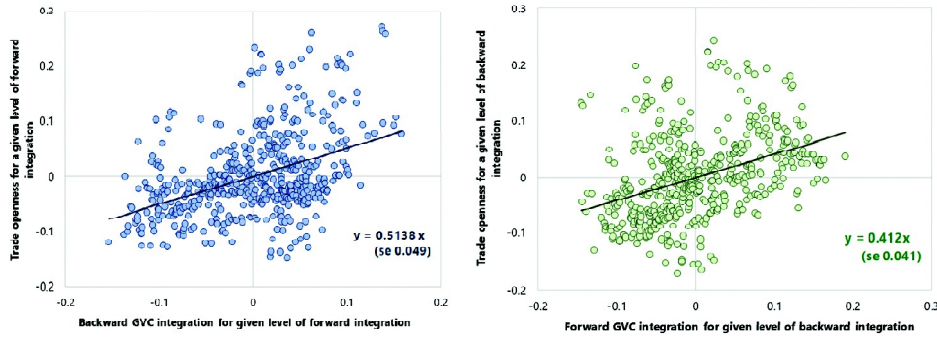 0.3
0.2
0.1
0
-0.1
-0.2
-0.2
-0.1
0
0.1
0.2
Trade openness for a given level of forward
integration
Backward GVC integration for given level of forward integration
y = 0.5138x
(se 0.049)
0.3
0.2
0.1
0
-0.1
-0.2
-0.2
-0.1
0
0.1
0.2
0.3
Trade openness for a given level of backward
integration
Forward GVC integration for given level of backward integration
y = 0.412x
(se 0.041)